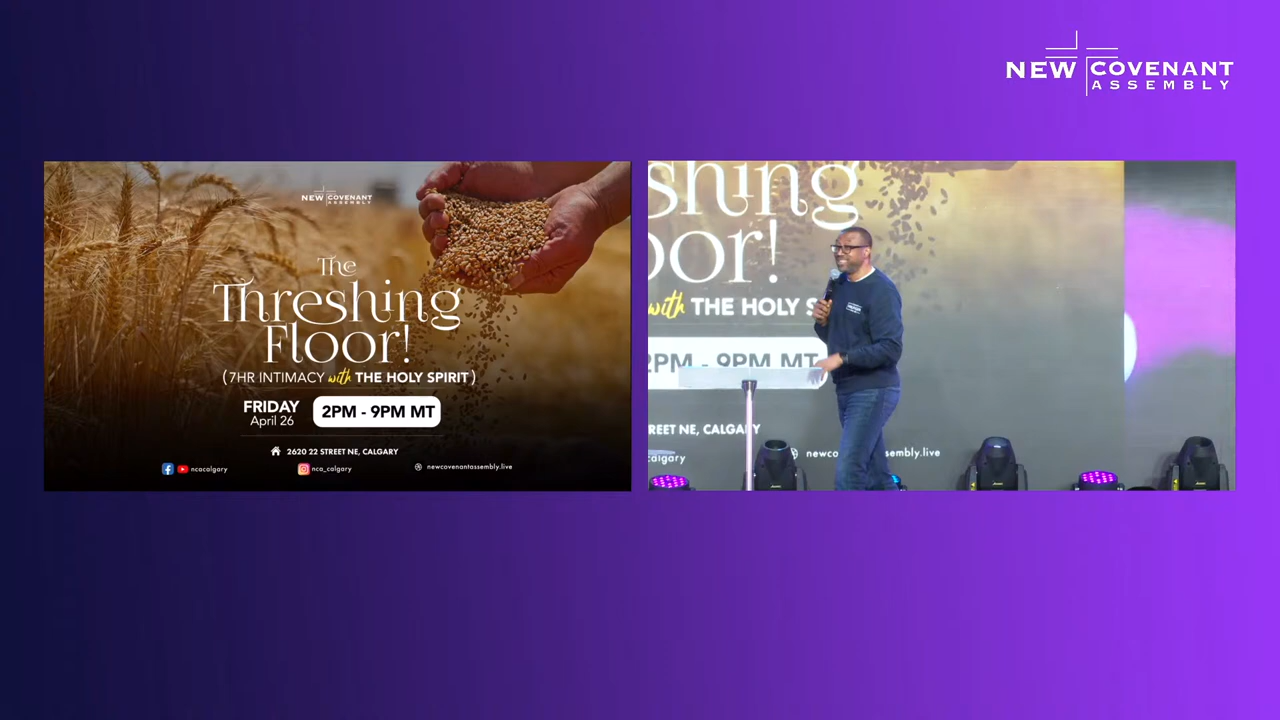 NEW COVENANT
ASSEMBLY
NEW COVENANT
ASSEMBLY
The
Threshing
Floor!
(7HR INTIMACY with THE HOLY SPIRIT)
FRIDAY
April 26
2PM - 9PM MT
2620 22 STREET NE, CALGARY
ncacalgary
nca_calgary
newcovenantassembly.live
shing
oor!
with THE HOLY S
2PM - 9PM MT
REET NE, CALGARY
calgary
newco
sembly.live